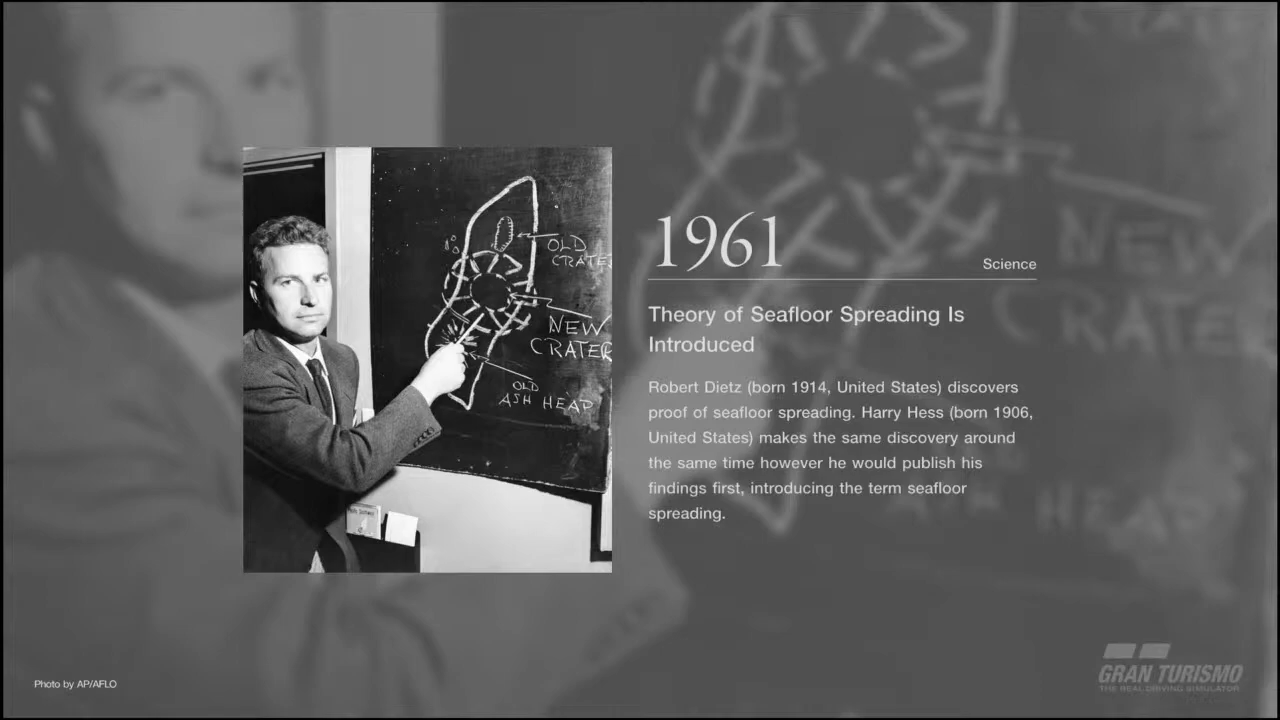 OLD
CRATER
NEW
CRATER
OLD
ASH HEAP
1961
Science
Theory of Seafloor Spreading Is
Introduced
Robert Dietz (born 1914, United States) discovers
proof of seafloor spreading. Harry Hess (born 1906,
United States) makes the same discovery around
the same time however he would publish his
findings first, introducing the term seafloor
spreading.
Photo by AP/AFLO
GRAN TURISMO
THE REAL DRIVING SIMULATOR